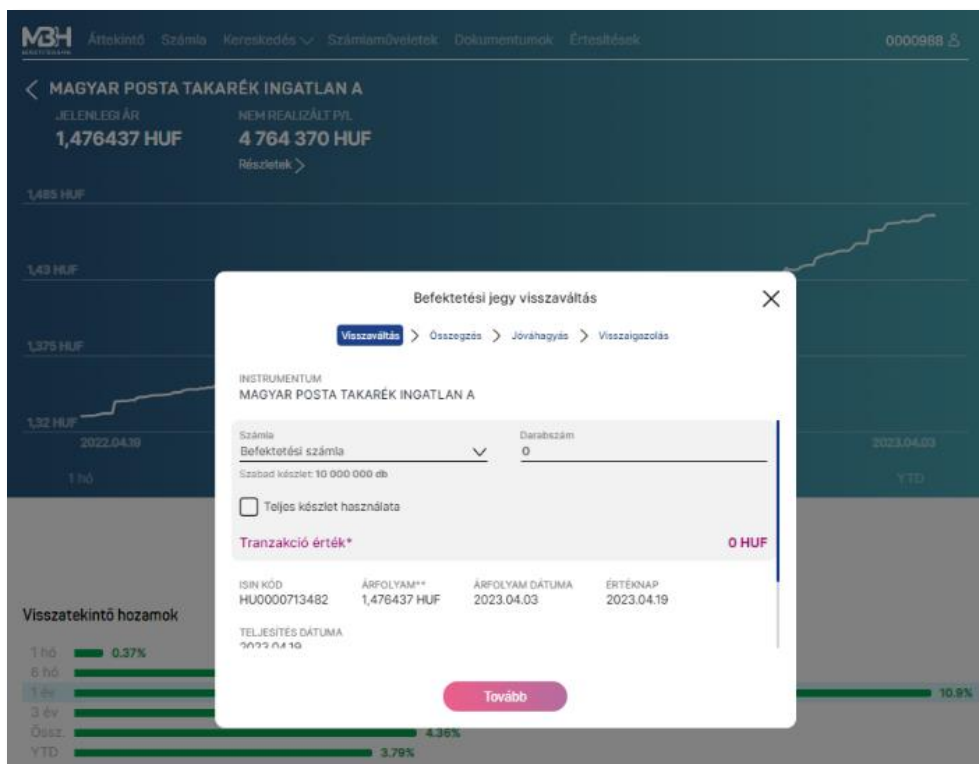 MBH Áttekintő Számla Kereskedés Számlaműveletek Dokumentumok Értesítések 0000988
MAGYAR POSTA TAKARÉK INGATLAN A
JELENLEGI ÁR NEM REALIZÁLT P/L
1,476437 HUF 4 764 370 HUF
Részletek
1,485 HUF
1,43 HUF
1,375 HUF
1,32 HUF
2022.04.19 2023.04.03
1 hó YTD
Befektetési jegy visszaváltás
Visszaváltás > Összegzés > Jóváhagyás > Visszaigazolás
INSTRUMENTUM
MAGYAR POSTA TAKARÉK INGATLAN A
Számla Darabszám
Befektetési számla 0
Szabad készlet: 10 000 000 db
Teljes készlet használata
Tranzakció érték* 0 HUF
ISIN KÓD ÁRFOLYAM** ÁRFOLYAM DÁTUMA ÉRTÉKNAP
HU0000713482 1,476437 HUF 2023.04.03 2023.04.19
TELJESÍTÉS DÁTUMA
2023.04.19
Tovább
Visszatekintő hozamok
1 hó 0.37%
6 hó
1 év 10.9%
3 év
Össz. 4.36%
YTD 3.79%